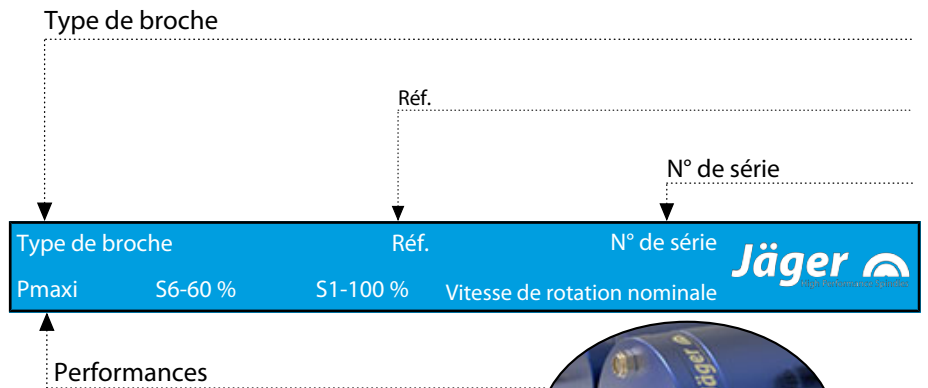 Type de broche
Réf.
N° de série
Type de broche Réf. N° de série
Jäger
Pmaxi S6-60 % S1-100 % Vitesse de rotation nominale
Performances